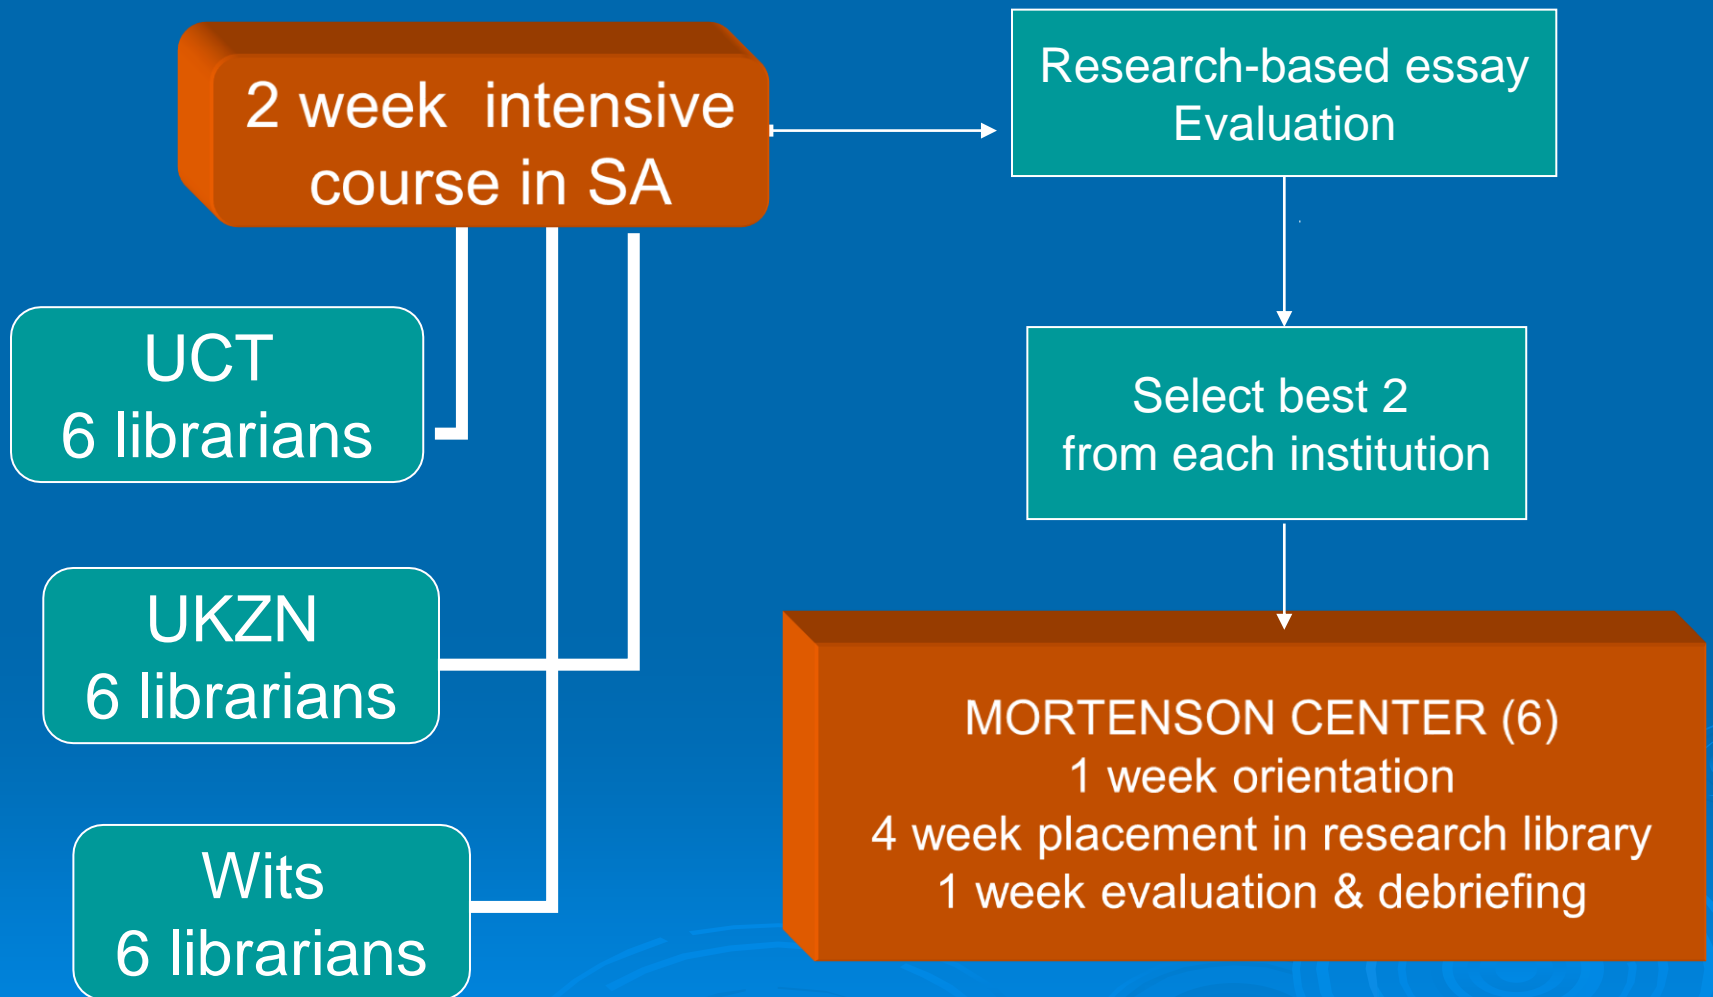 2 week intensive
course in SA
UCT
6 librarians
UKZN
6 librarians
Wits
6 librarians
Research-based essay
Evaluation
Select best 2
from each institution
MORTENSON CENTER (6)
1 week orientation
4 week placement in research library
1 week evaluation & debriefing